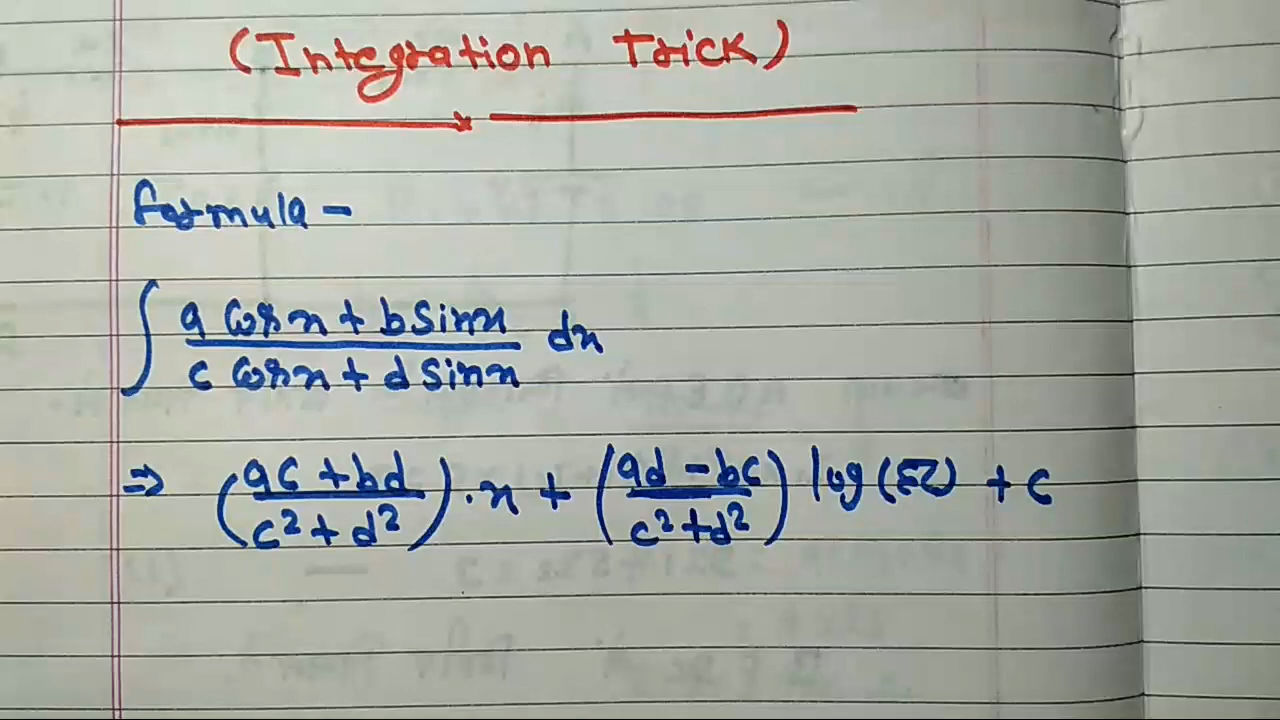 (Integration Trick)
Formula -
∫ (a cos x + b sin x)/(c cos x + d sin x) dx
⇒ ((ac + bd)/(c² + d²)) · x + ((ad - bc)/(c² + d²)) log() + c